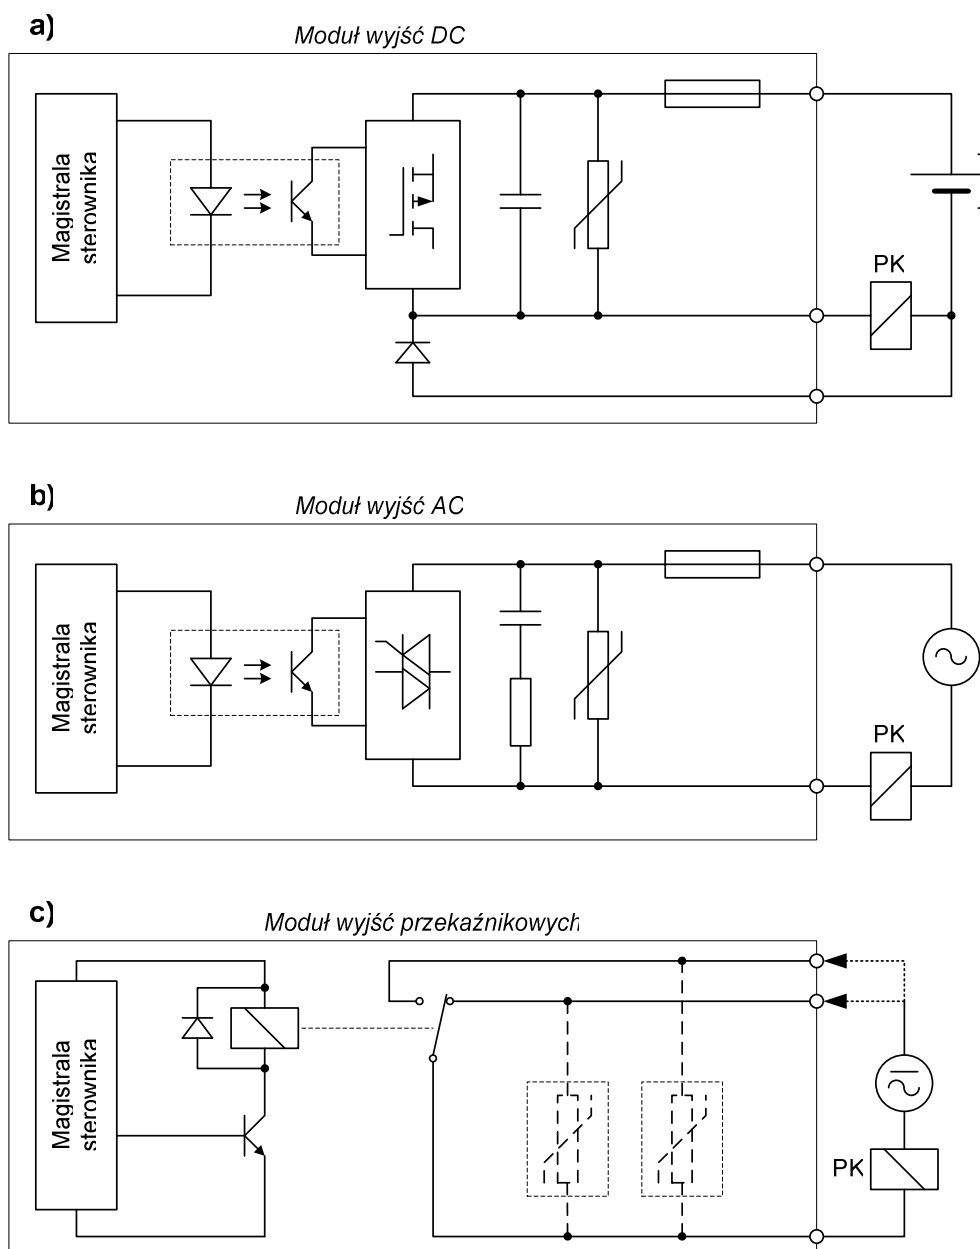 a)
Moduł wyjść DC
Magistrala
sterownika
PK
b)
Moduł wyjść AC
Magistrala
sterownika
PK
c)
Moduł wyjść przekaźnikowych
Magistrala
sterownika
PK